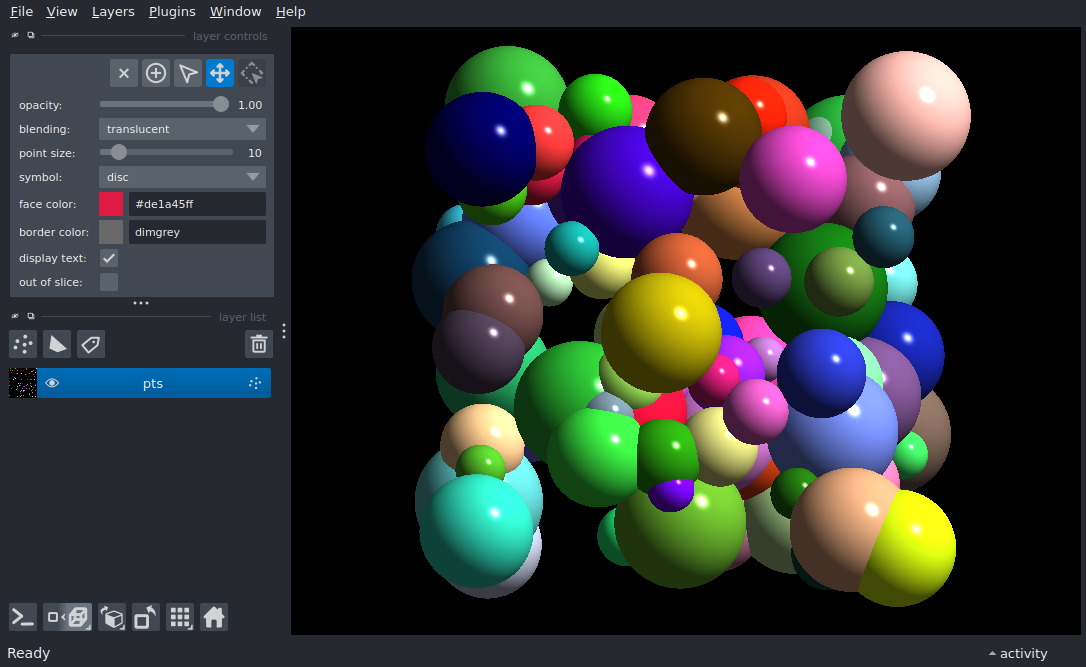 File View Layers Plugins Window Help
layer controls
opacity: 1.00
blending: translucent
point size: 10
symbol: disc
face color: #de1a45ff
border color: dimgrey
display text:
out of slice:
layer list
pts
Ready
activity